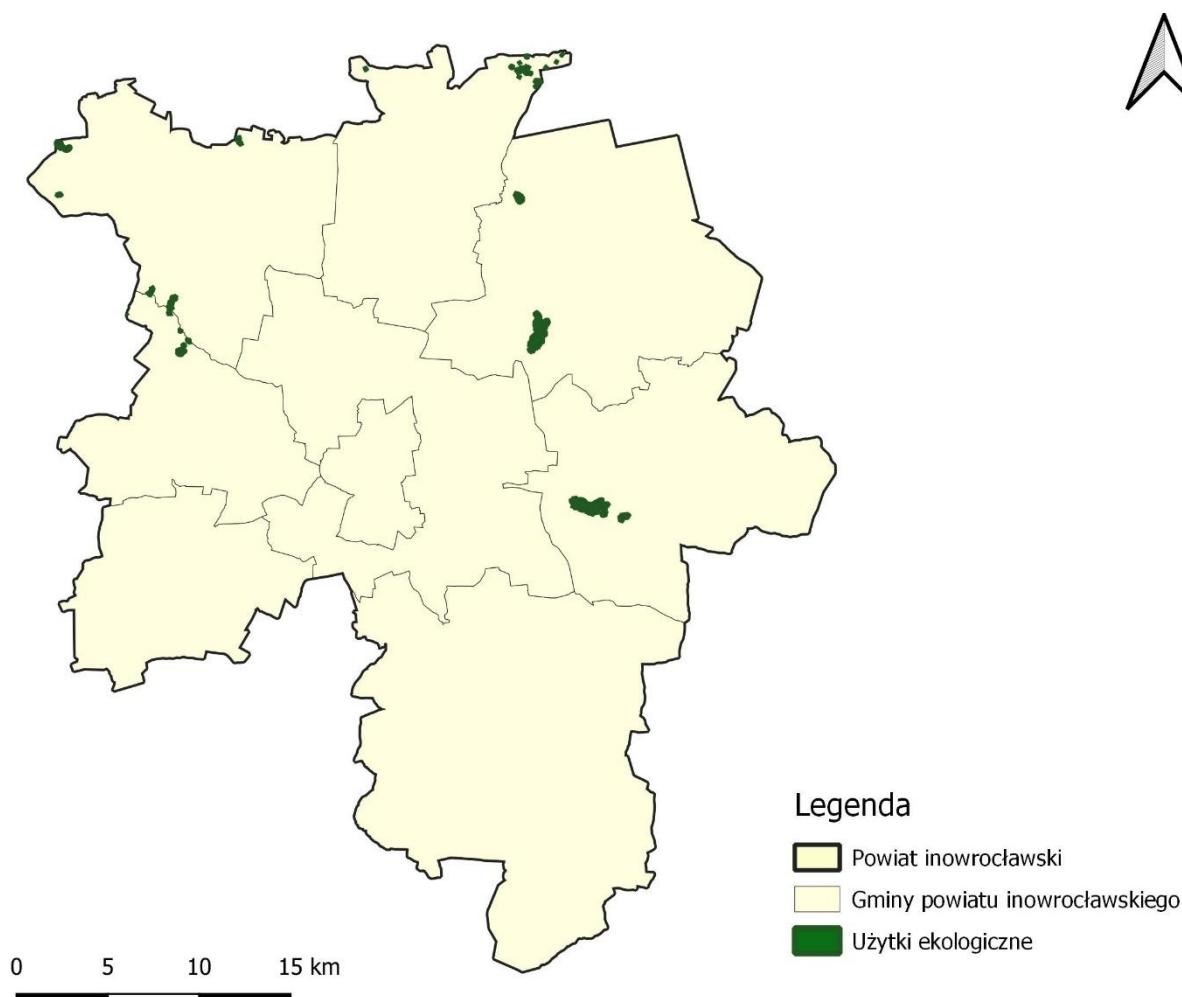 Legenda
Powiat inowrocławski
Gminy powiatu inowrocławskiego
Użytki ekologiczne
0 5 10 15 km